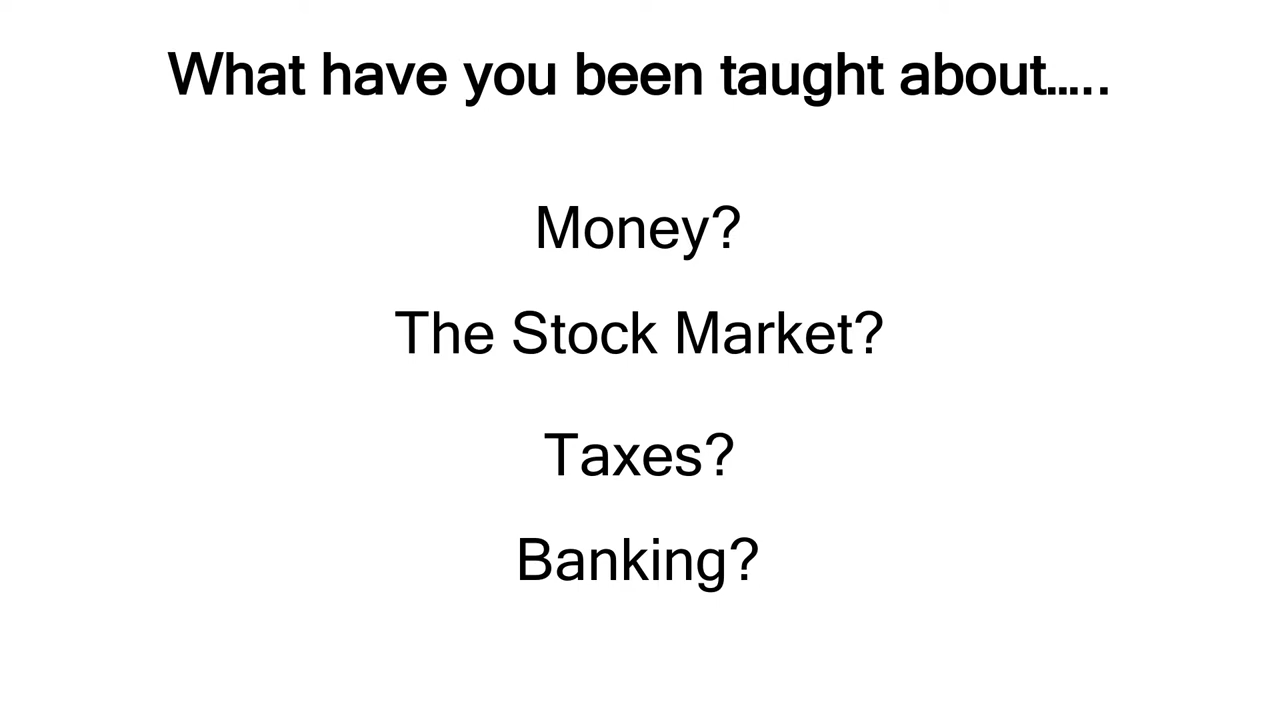 What have you been taught about…..
Money?
The Stock Market?
Taxes?
Banking?